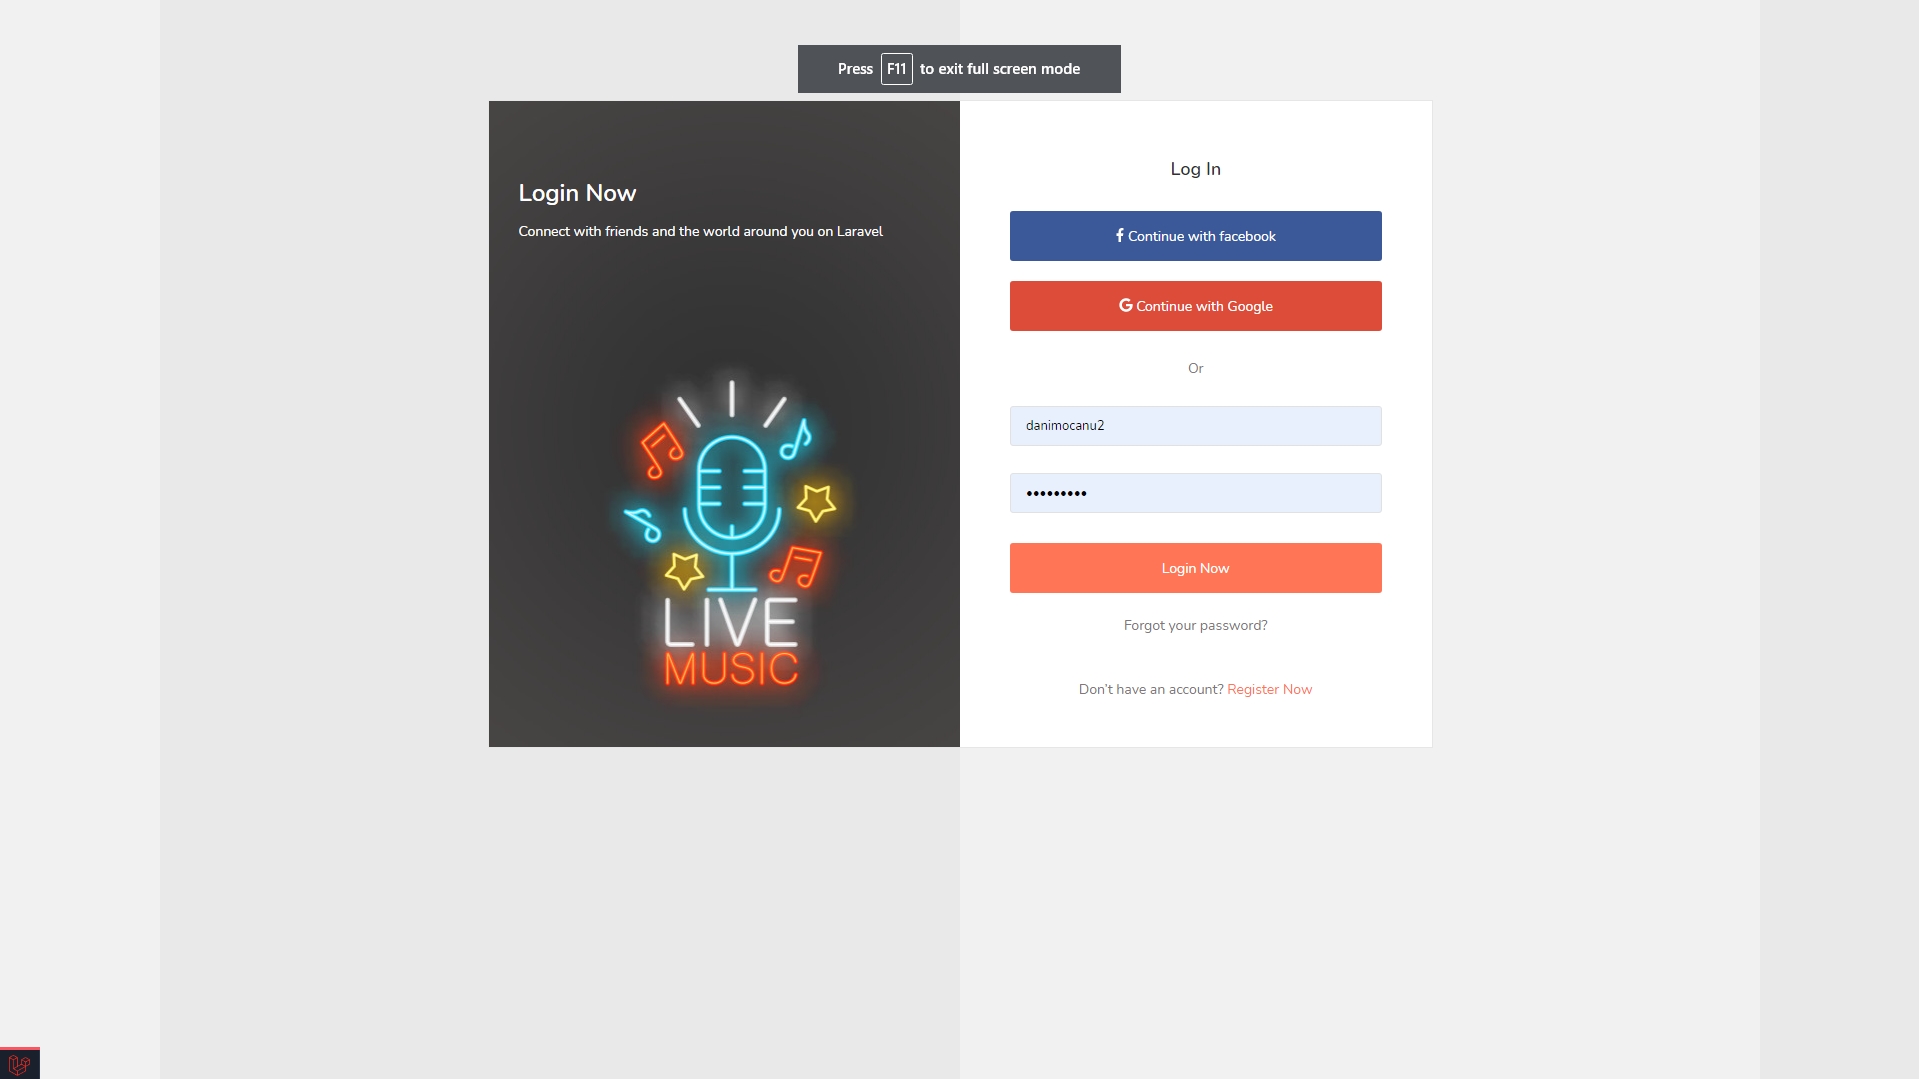 Press F11 to exit full screen mode
Login Now
Connect with friends and the world around you on Laravel
LIVE
MUSIC
Log In
Continue with facebook
Continue with Google
Or
danimocanu2
•••••••••
Login Now
Forgot your password?
Don't have an account? Register Now